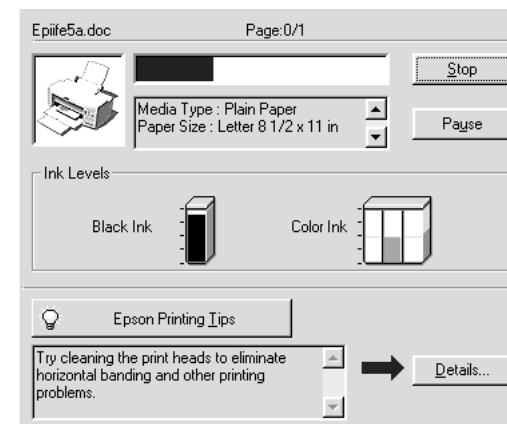 Epiife5a.doc Page:0/1
Stop
Media Type : Plain Paper
Paper Size : Letter 8 1/2 x 11 in
Pause
Ink Levels
Black Ink Color Ink
Epson Printing Tips
Try cleaning the print heads to eliminate
horizontal banding and other printing
problems.
Details...